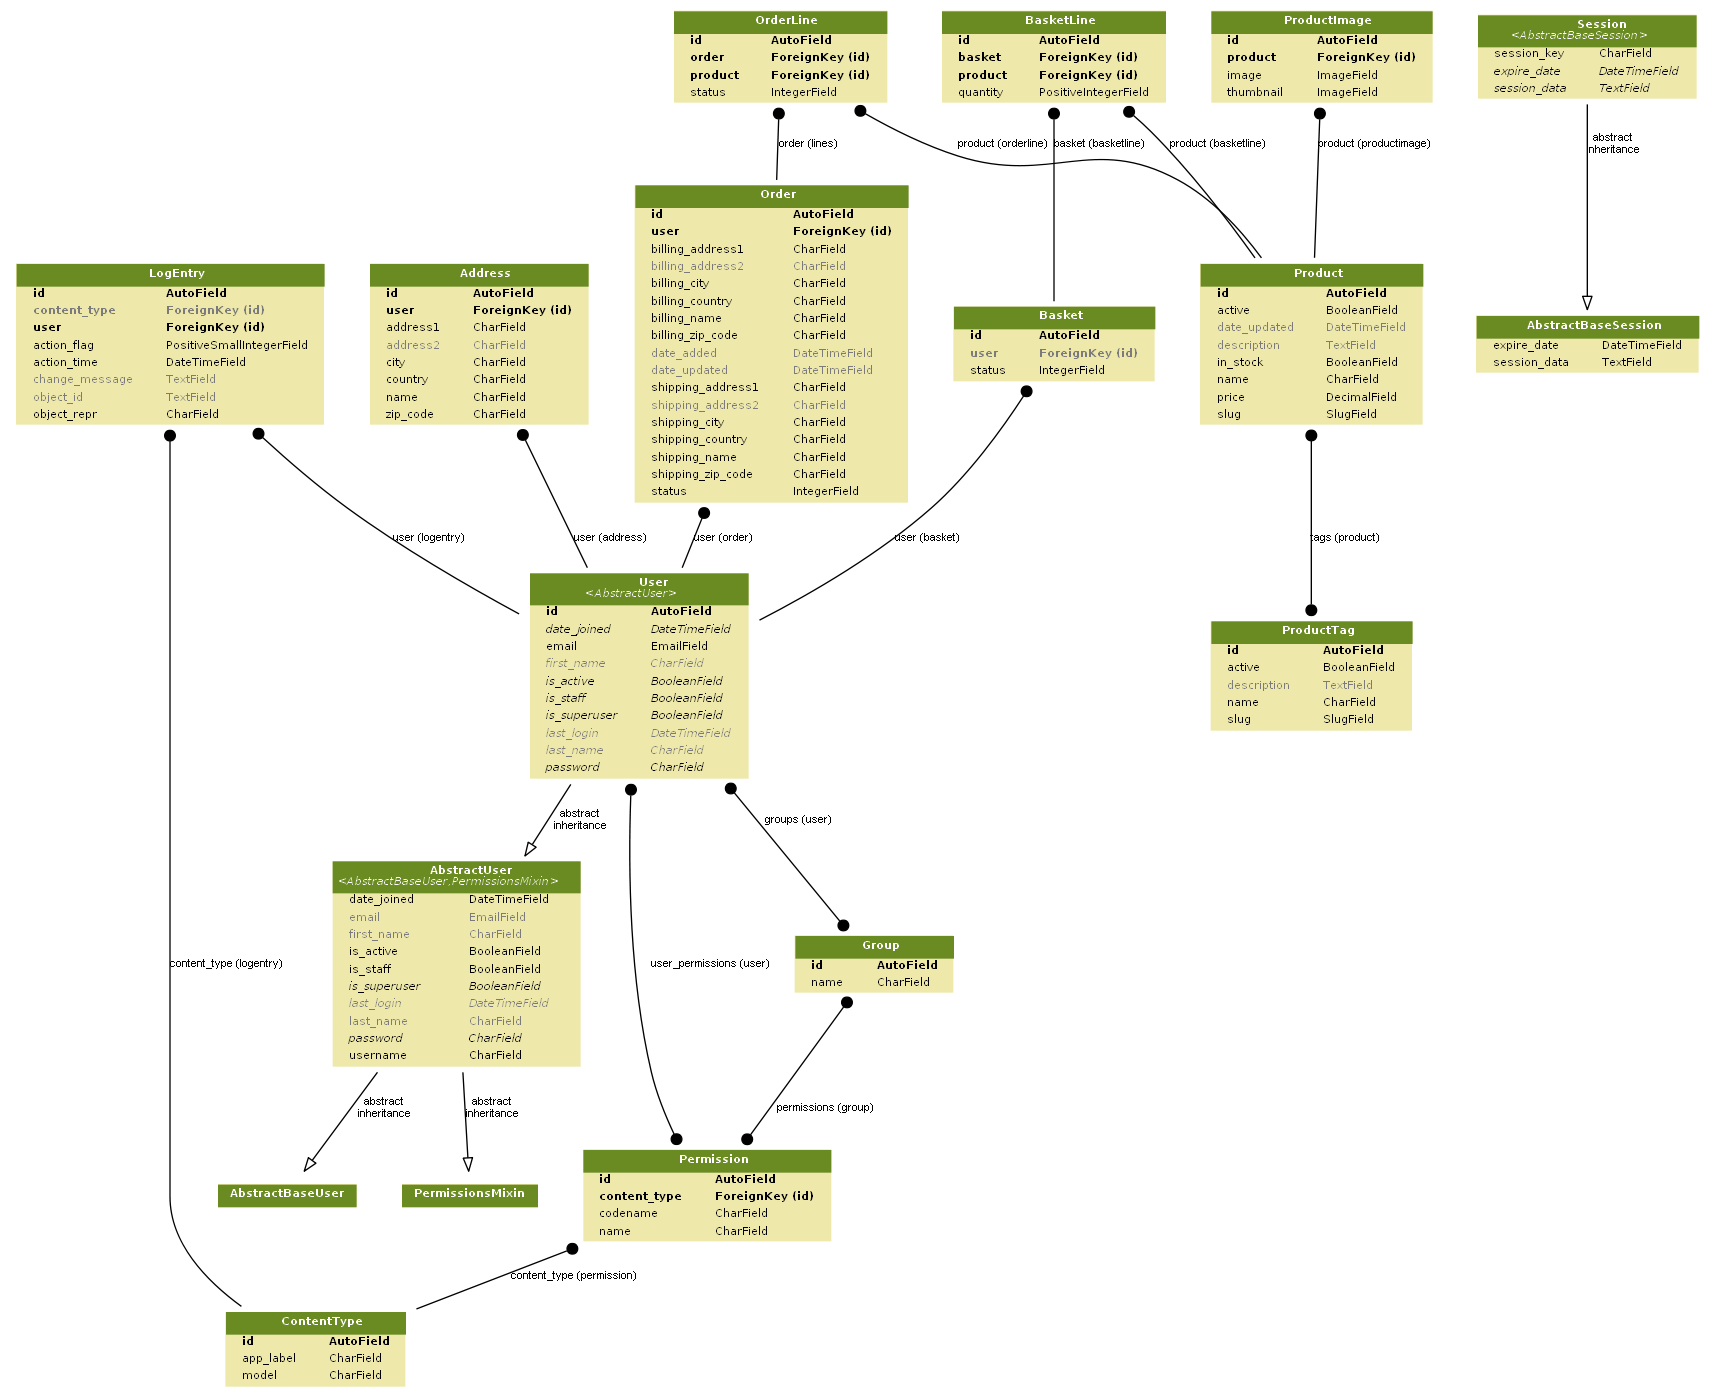 OrderLine
id AutoField
order ForeignKey (id)
product ForeignKey (id)
status IntegerField
BasketLine
id AutoField
basket ForeignKey (id)
product ForeignKey (id)
quantity PositiveIntegerField
ProductImage
id AutoField
product ForeignKey (id)
image ImageField
thumbnail ImageField
Session
<AbstractBaseSession>
session_key CharField
expire_date DateTimeField
session_data TextField
order (lines)
product (orderline)
basket (basketline)
product (basketline)
product (productimage)
abstract
inheritance
Order
id AutoField
user ForeignKey (id)
billing_address1 CharField
billing_address2 CharField
billing_city CharField
billing_country CharField
billing_name CharField
billing_zip_code CharField
date_added DateTimeField
date_updated DateTimeField
shipping_address1 CharField
shipping_address2 CharField
shipping_city CharField
shipping_country CharField
shipping_name CharField
shipping_zip_code CharField
status IntegerField
LogEntry
id AutoField
content_type ForeignKey (id)
user ForeignKey (id)
action_flag PositiveSmallIntegerField
action_time DateTimeField
change_message TextField
object_id TextField
object_repr CharField
Address
id AutoField
user ForeignKey (id)
address1 CharField
address2 CharField
city CharField
country CharField
name CharField
zip_code CharField
Basket
id AutoField
user ForeignKey (id)
status IntegerField
Product
id AutoField
active BooleanField
date_updated DateTimeField
description TextField
in_stock BooleanField
name CharField
price DecimalField
slug SlugField
AbstractBaseSession
expire_date DateTimeField
session_data TextField
user (logentry)
user (address)
user (order)
user (basket)
tags (product)
User
<AbstractUser>
id AutoField
date_joined DateTimeField
email EmailField
first_name CharField
is_active BooleanField
is_staff BooleanField
is_superuser BooleanField
last_login DateTimeField
last_name CharField
password CharField
ProductTag
id AutoField
active BooleanField
description TextField
name CharField
slug SlugField
abstract
inheritance
groups (user)
AbstractUser
<AbstractBaseUser,PermissionsMixin>
date_joined DateTimeField
email EmailField
first_name CharField
is_active BooleanField
is_staff BooleanField
is_superuser BooleanField
last_login DateTimeField
last_name CharField
password CharField
username CharField
content_type (logentry)
user_permissions (user)
Group
id AutoField
name CharField
abstract
inheritance
abstract
inheritance
permissions (group)
AbstractBaseUser
PermissionsMixin
Permission
id AutoField
content_type ForeignKey (id)
codename CharField
name CharField
content_type (permission)
ContentType
id AutoField
app_label CharField
model CharField